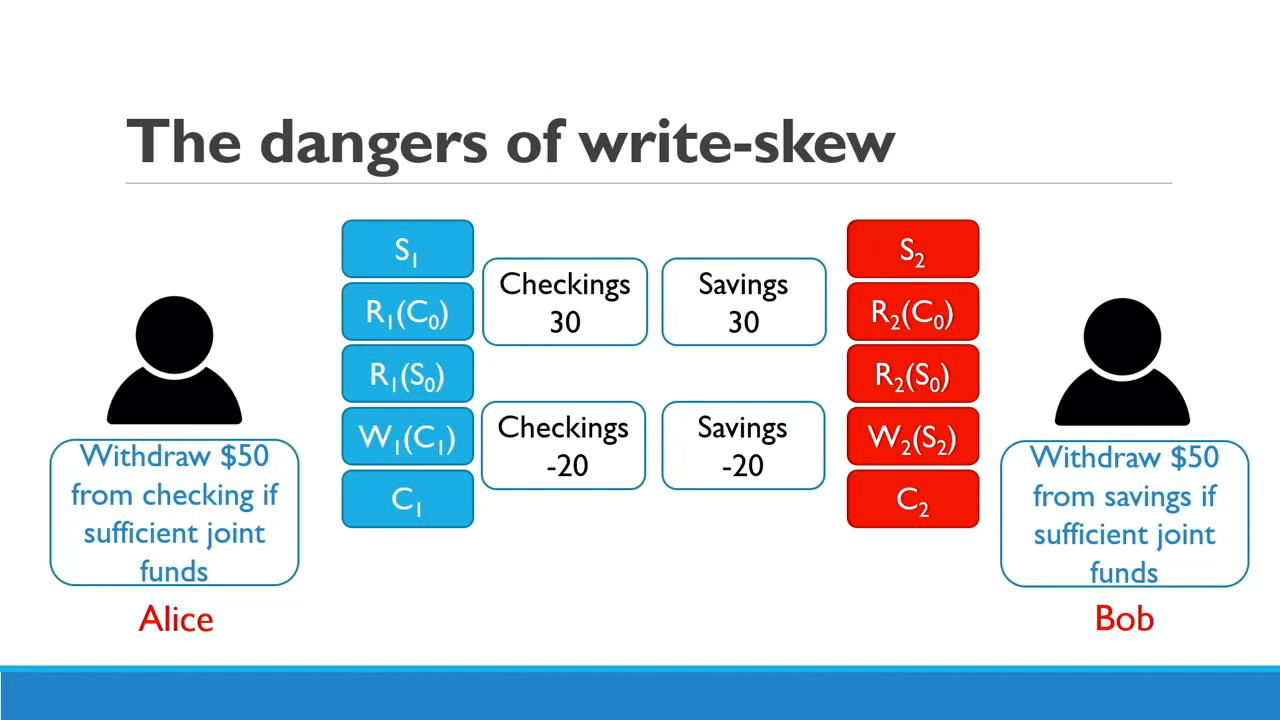 The dangers of write-skew
S₁
R₁(C₀)
R₁(S₀)
W₁(C₁)
C₁
Checkings
30
Savings
30
Checkings
-20
Savings
-20
S₂
R₂(C₀)
R₂(S₀)
W₂(S₂)
C₂
Withdraw $50
from checking if
sufficient joint
funds
Alice
Withdraw $50
from savings if
sufficient joint
funds
Bob